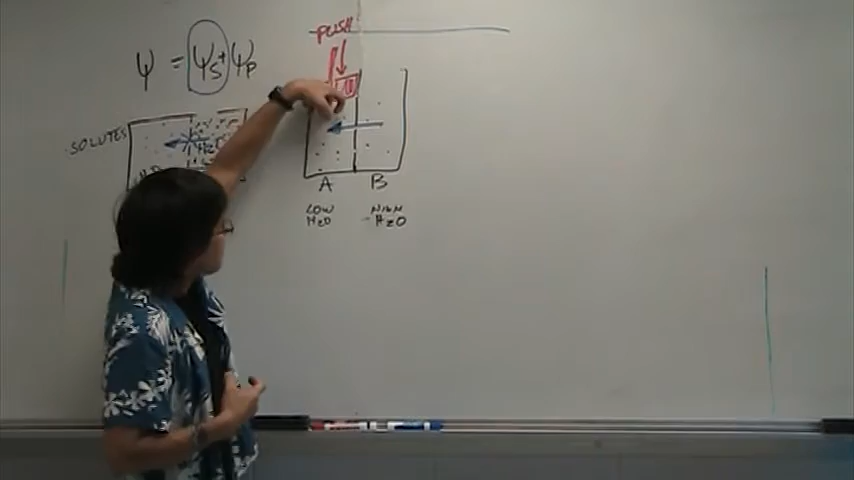 PUSH
Ψ = Ψs + Ψp
SOLUTES
H2O
A B
LOW HIGH
H2O H2O